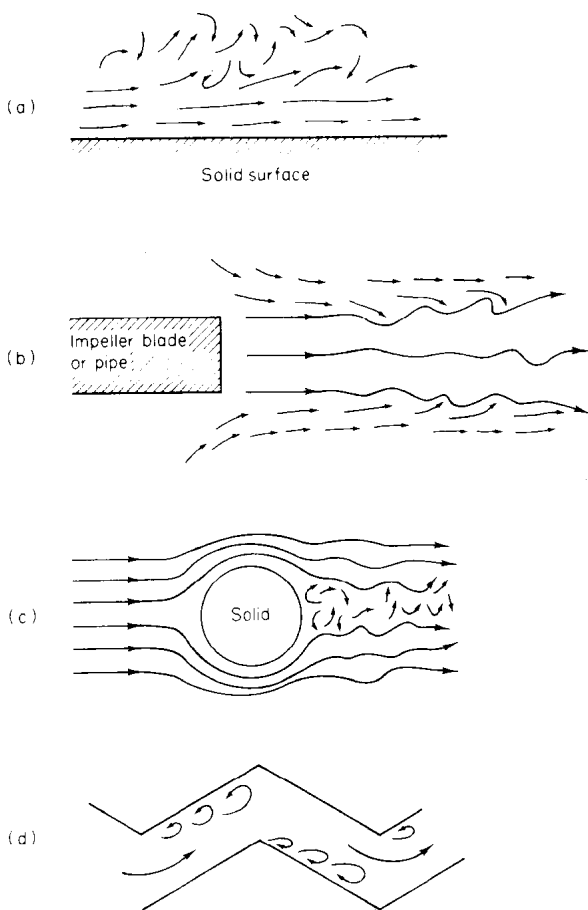 (a)
Solid surface
Impeller blade
or pipe
(b)
(c)
Solid
(d)